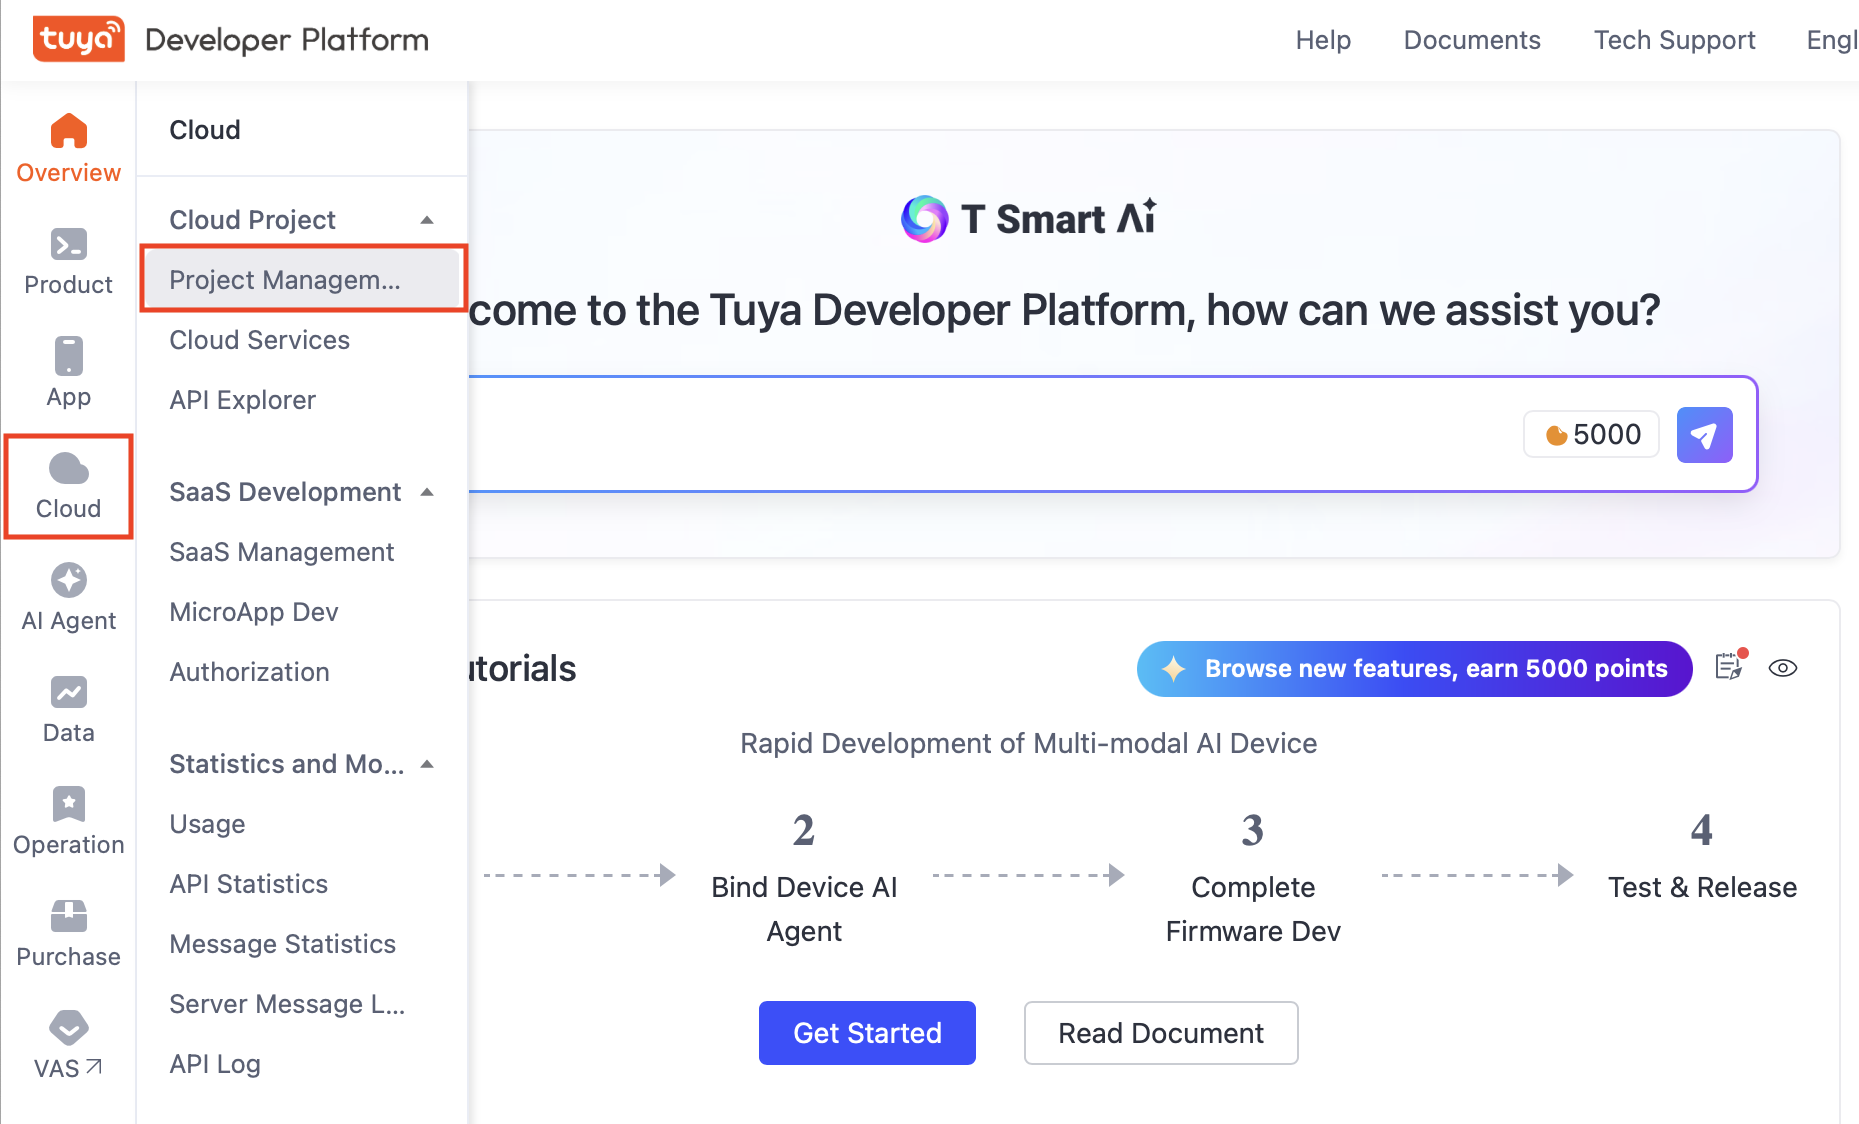 tuya Developer Platform
Help
Documents
Tech Support
Engl
Overview
Product
App
Cloud
AI Agent
Data
Operation
Purchase
VAS
Cloud
Cloud Project
Project Managem...
Cloud Services
API Explorer
SaaS Development
SaaS Management
MicroApp Dev
Authorization
Statistics and Mo...
Usage
API Statistics
Message Statistics
Server Message L...
API Log
T Smart Ai
come to the Tuya Developer Platform, how can we assist you?
5000
utorials
Browse new features, earn 5000 points
Rapid Development of Multi-modal AI Device
2
Bind Device AI
Agent
3
Complete
Firmware Dev
4
Test & Release
Get Started
Read Document